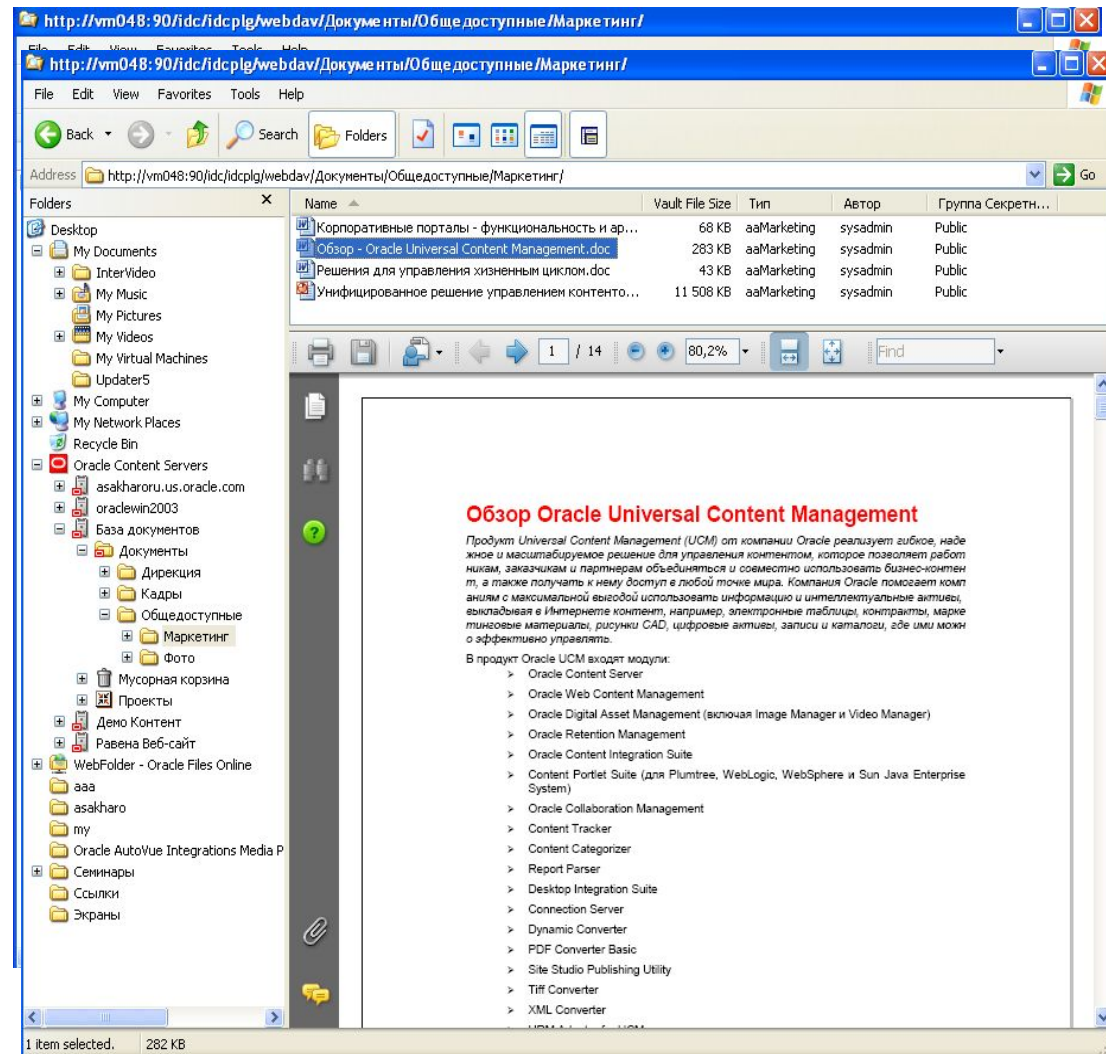 http://vm048:90/idc/idcplg/webdav/Документы/Общедоступные/Маркетинг/
File Edit View Favorites Tools Help
http://vm048:90/idc/idcplg/webdav/Документы/Общедоступные/Маркетинг/
File Edit View Favorites Tools Help
Back Search Folders
Address http://vm048:90/idc/idcplg/webdav/Документы/Общедоступные/Маркетинг/ Go
Folders x
Desktop
My Documents
InterVideo
My Music
My Pictures
My Videos
My Virtual Machines
Updater5
My Computer
My Network Places
Recycle Bin
Oracle Content Servers
asakharoru.us.oracle.com
oraclewin2003
База документов
Документы
Дирекция
Кадры
Общедоступные
Маркетинг
Фото
Мусорная корзина
Проекты
Демо Контент
Равена Веб-сайт
WebFolder - Oracle Files Online
aaa
asakharo
my
Oracle AutoVue Integrations Media P
Семинары
Ссылки
Экраны
Name Vault File Size Тип Автор Группа Секретн...
Корпоративные порталы - функциональность и ар... 68 KB aaMarketing sysadmin Public
Обзор - Oracle Universal Content Management.doc 283 KB aaMarketing sysadmin Public
Решения для управления хизненным циклом.doc 43 KB aaMarketing sysadmin Public
Унифицированное решение управлением контенто... 11 508 KB aaMarketing sysadmin Public
1 / 14 80,2% Find
Обзор Oracle Universal Content Management
Продукт Universal Content Management (UCM) от компании Oracle реализует гибкое, наде
жное и масштабируемое решение для управления контентом, которое позволяет работ
никам, заказчикам и партнерам объединяться и совместно использовать бизнес-контен
т, а также получать к нему доступ в любой точке мира. Компания Oracle помогает комп
аниям с максимальной выгодой использовать информацию и интеллектуальные активы,
выкладывая в Интернете контент, например, электронные таблицы, контракты, марке
тинговые материалы, рисунки CAD, цифровые активы, записи и каталоги, где ими можн
о эффективно управлять.
В продукт Oracle UCM входят модули:
➢ Oracle Content Server
➢ Oracle Web Content Management
➢ Oracle Digital Asset Management (включая Image Manager и Video Manager)
➢ Oracle Retention Management
➢ Oracle Content Integration Suite
➢ Content Portlet Suite (для Plumtree, WebLogic, WebSphere и Sun Java Enterprise
System)
➢ Oracle Collaboration Management
➢ Content Tracker
➢ Content Categorizer
➢ Report Parser
➢ Desktop Integration Suite
➢ Connection Server
➢ Dynamic Converter
➢ PDF Converter Basic
➢ Site Studio Publishing Utility
➢ Tiff Converter
➢ XML Converter
1 item selected. 282 KB